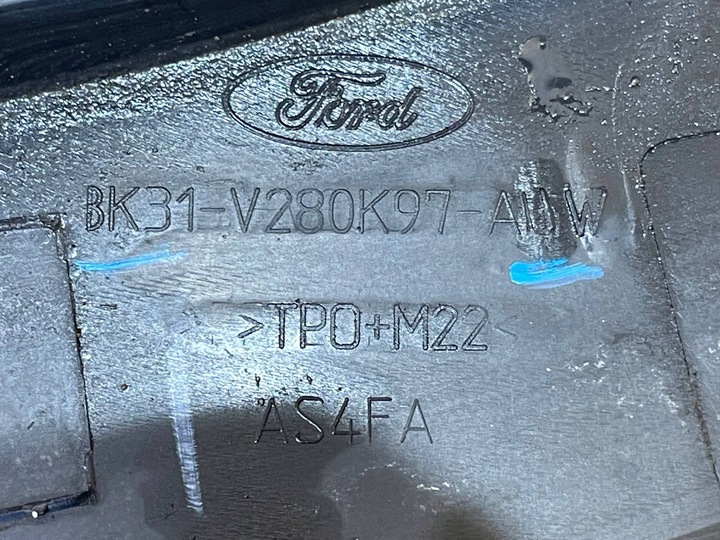 Ford
BK31-V280K97-
>TPO+M22<
AS4FA